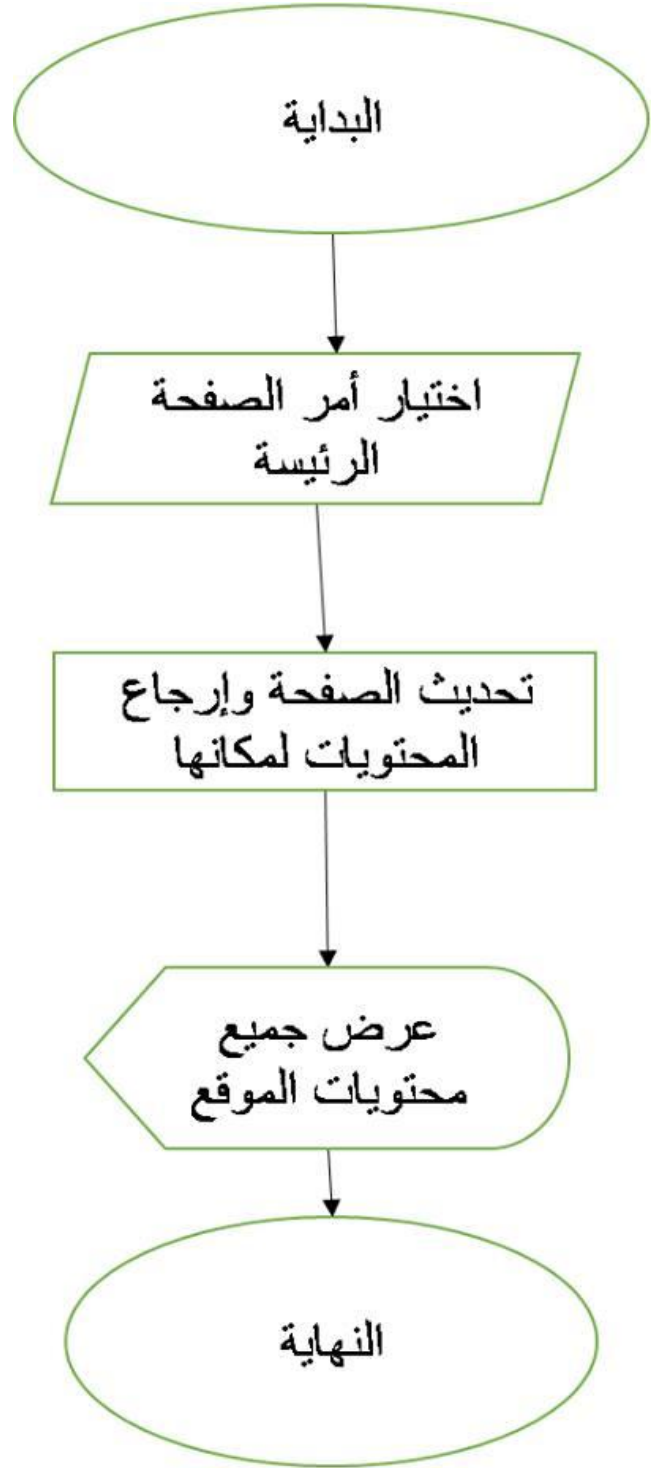 البداية
اختيار أمر الصفحة
الرئيسة
تحديث الصفحة وإرجاع
المحتويات لمكانها
عرض جميع
محتويات الموقع
النهاية